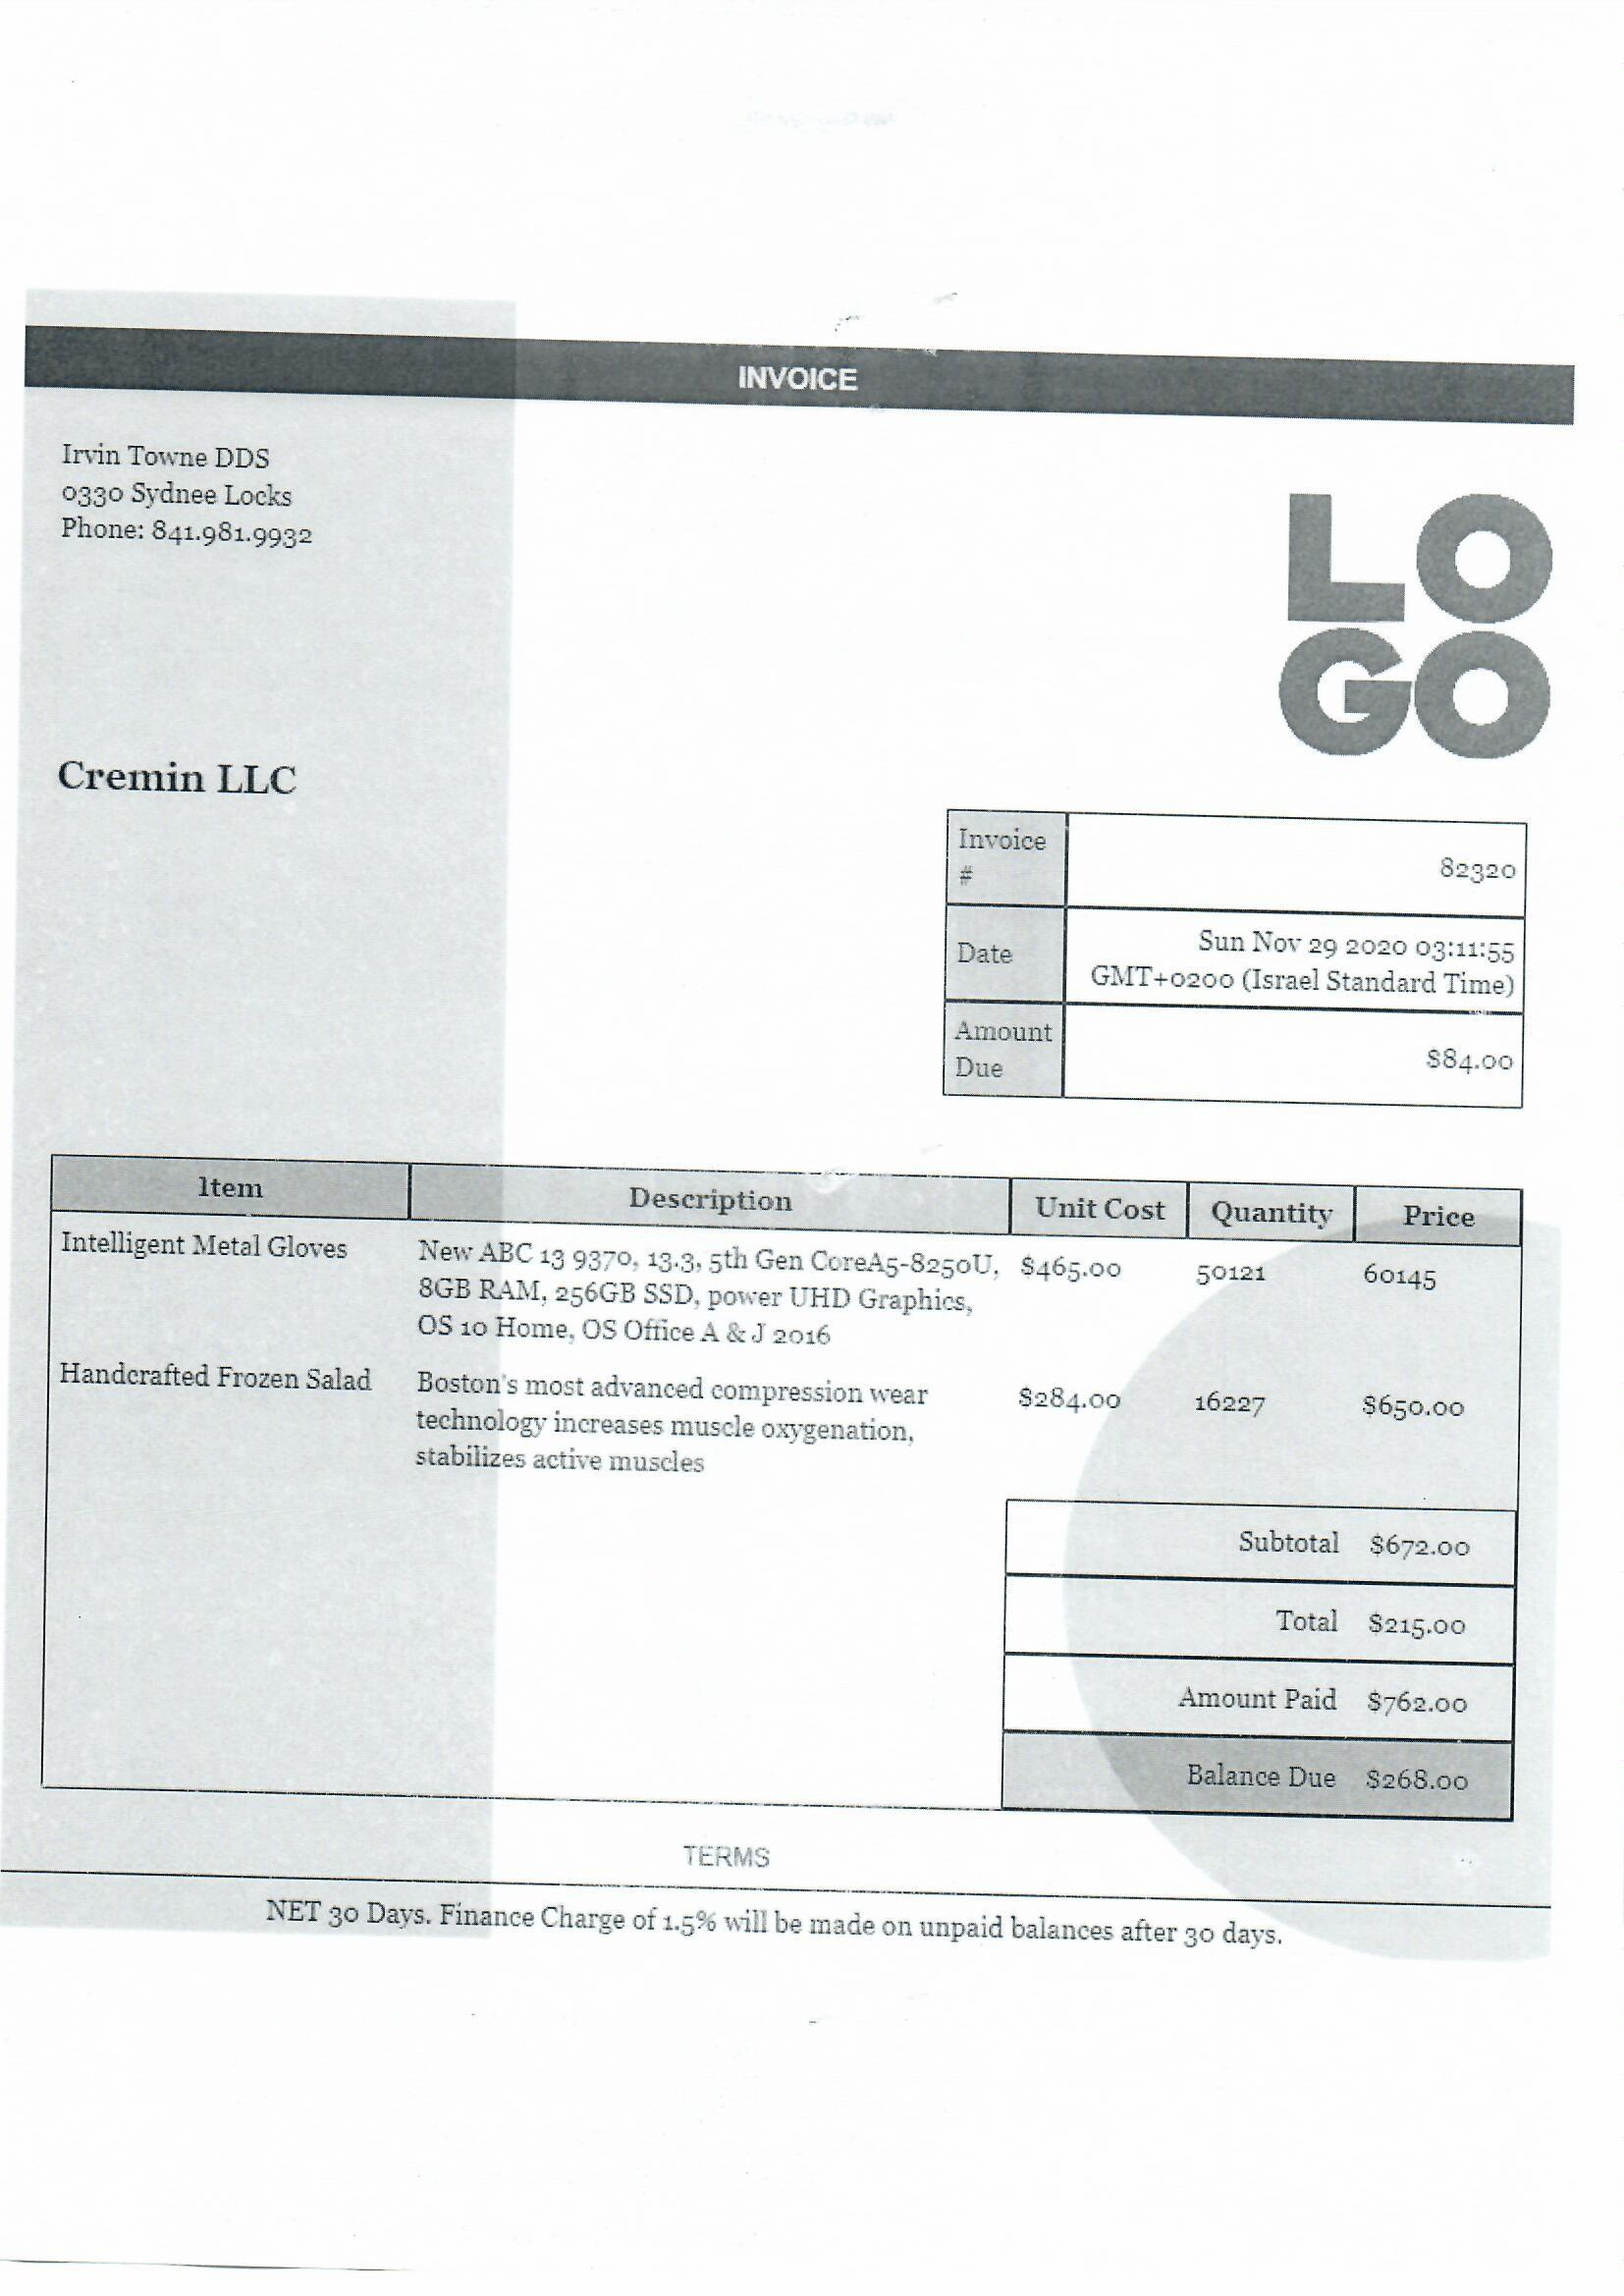 INVOICE
Irvin Towne DDS
0330 Sydnee Locks
Phone: 841.981.9932
LO
GO
Cremin LLC
Invoice
#
82320
Date
Sun Nov 29 2020 03:11:55
GMT+0200 (Israel Standard Time)
Amount
Due
$84.00
Item Description Unit Cost Quantity Price
Intelligent Metal Gloves New ABC 13 9370, 13.3, 5th Gen CoreA5-8250U, $465.00 50121 60145
8GB RAM, 256GB SSD, power UHD Graphics,
OS 10 Home, OS Office A & J 2016
Handcrafted Frozen Salad Boston's most advanced compression wear $284.00 16227 $650.00
technology increases muscle oxygenation,
stabilizes active muscles
Subtotal $672.00
Total $215.00
Amount Paid $762.00
Balance Due $268.00
TERMS
NET 30 Days. Finance Charge of 1.5% will be made on unpaid balances after 30 days.